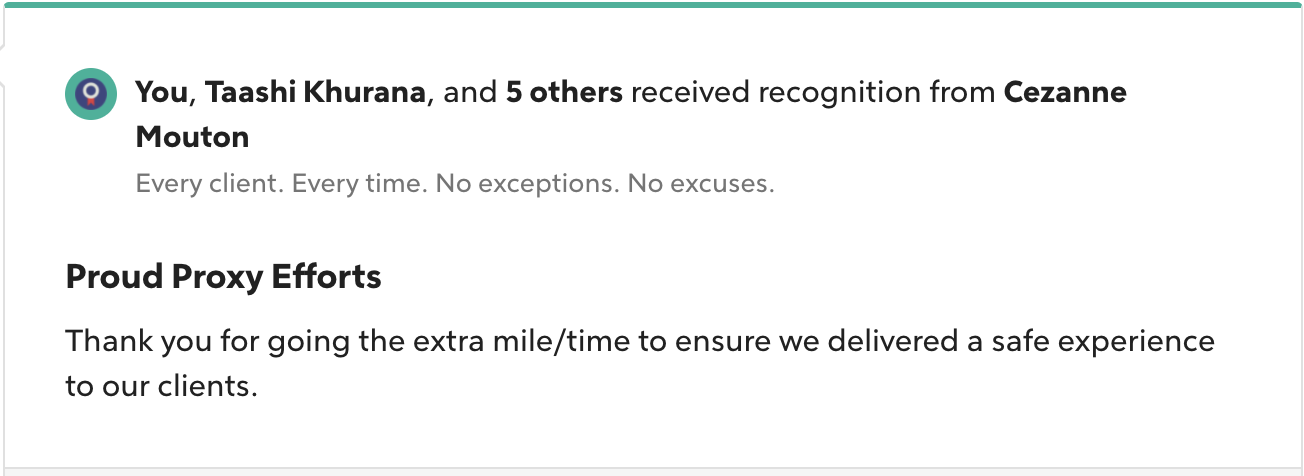 You, Taashi Khurana, and 5 others received recognition from Cezanne
Mouton
Every client. Every time. No exceptions. No excuses.
Proud Proxy Efforts
Thank you for going the extra mile/time to ensure we delivered a safe experience
to our clients.